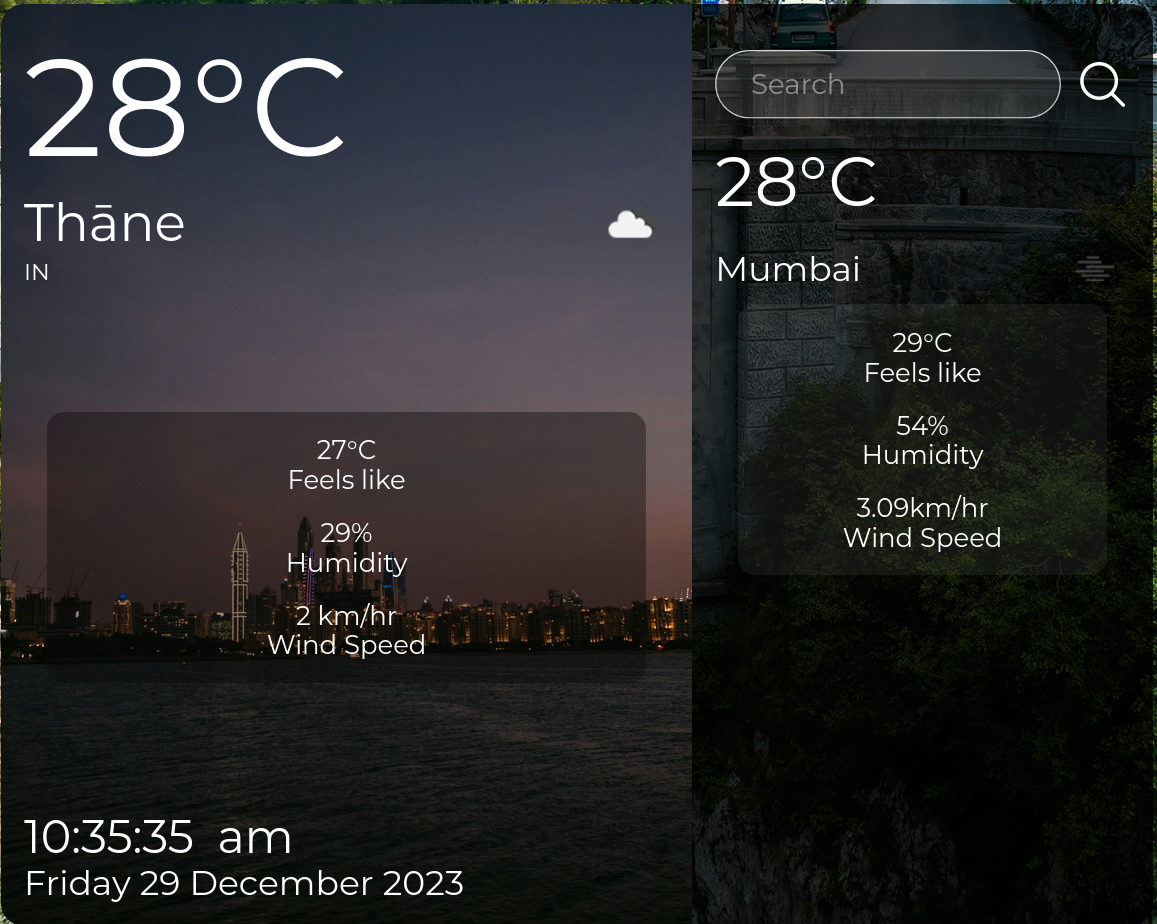 28°C
Thāne
IN
27°C
Feels like
29%
Humidity
2 km/hr
Wind Speed
10:35:35 am
Friday 29 December 2023
Search
28°C
Mumbai
29°C
Feels like
54%
Humidity
3.09km/hr
Wind Speed